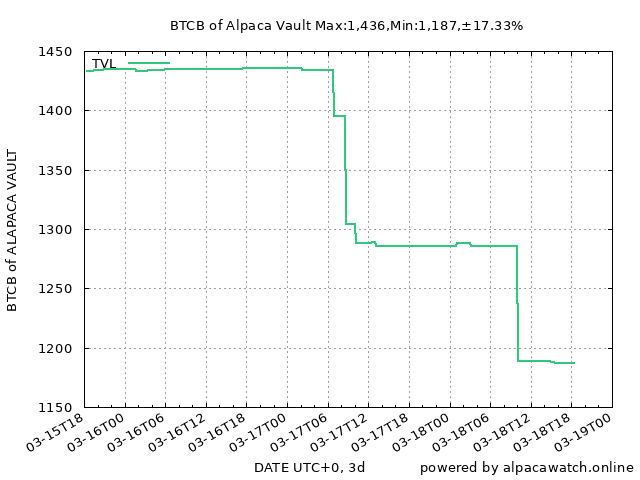 BTCB of Alpaca Vault Max:1,436,Min:1,187,±17.33%
TVL
BTCB of ALAPACA VAULT
1450
1400
1350
1300
1250
1200
1150
03-15T18
03-16T00
03-16T06
03-16T12
03-16T18
03-17T00
03-17T06
03-17T12
03-17T18
03-18T00
03-18T06
03-18T12
03-18T18
03-19T00
DATE UTC+0, 3d
powered by alpacawatch.online